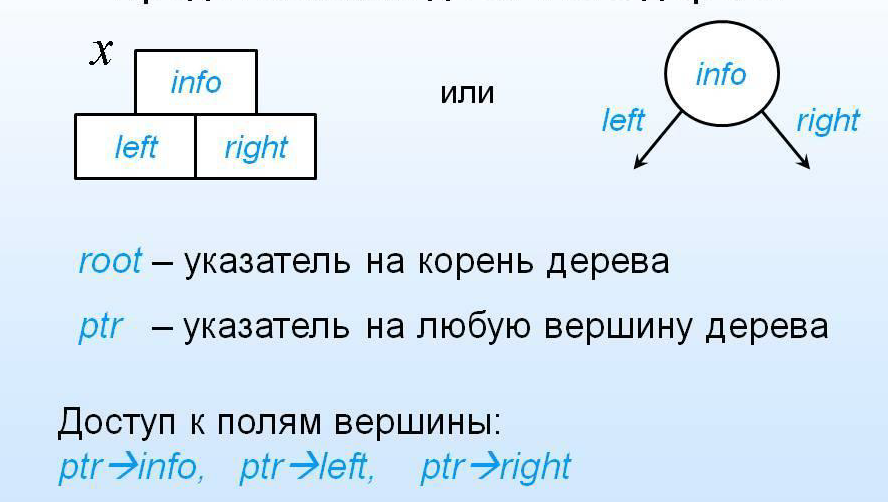 x
info
left right
или
info
left right
root – указатель на корень дерева
ptr – указатель на любую вершину дерева
Доступ к полям вершины:
ptr→info, ptr→left, ptr→right